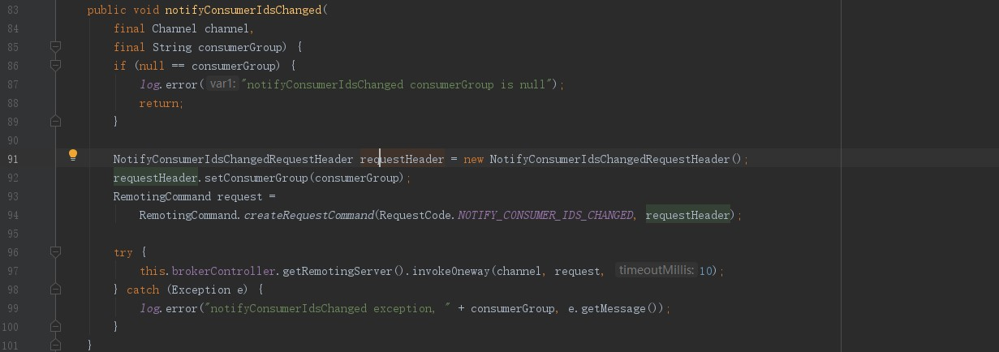 83 public void notifyConsumerIdsChanged(
84 final Channel channel,
85 final String consumerGroup) {
86 if (null == consumerGroup) {
87 log.error( var1: "notifyConsumerIdsChanged consumerGroup is null");
88 return;
89 }
90
91 NotifyConsumerIdsChangedRequestHeader requestHeader = new NotifyConsumerIdsChangedRequestHeader();
92 requestHeader.setConsumerGroup(consumerGroup);
93 RemotingCommand request =
94 RemotingCommand.createRequestCommand(RequestCode.NOTIFY_CONSUMER_IDS_CHANGED, requestHeader);
95
96 try {
97 this.brokerController.getRemotingServer().invokeOneway(channel, request, timeoutMillis: 10);
98 } catch (Exception e) {
99 log.error("notifyConsumerIdsChanged exception, " + consumerGroup, e.getMessage());
100 }
101 }